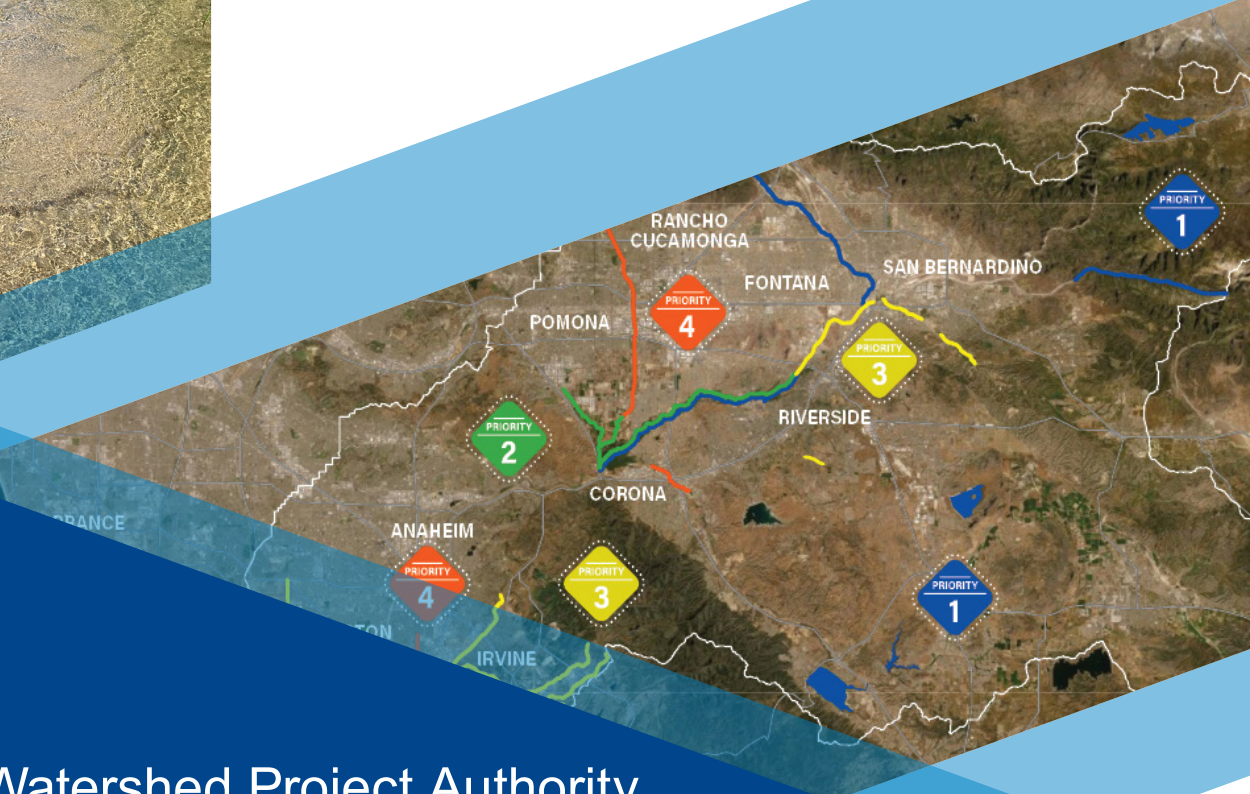 PRIORITY
1
RANCHO
CUCAMONGA
SAN BERNARDINO
FONTANA
PRIORITY
4
POMONA
PRIORITY
3
RIVERSIDE
PRIORITY
2
CORONA
ANAHEIM
PRIORITY
4
PRIORITY
3
PRIORITY
1
IRVINE
Watershed Project Authority